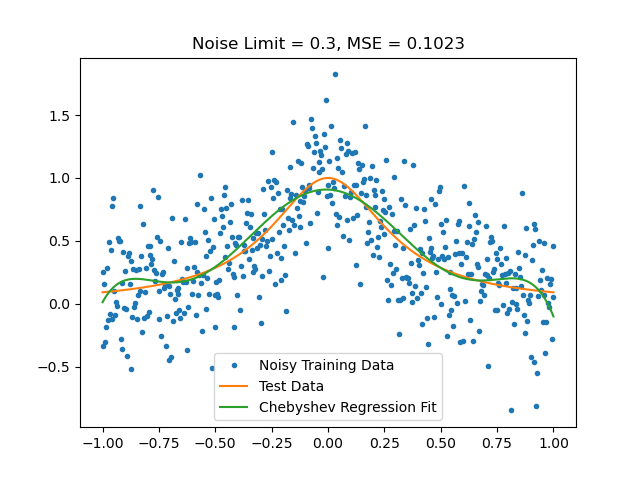 Noise Limit = 0.3, MSE = 0.1023
1.5
1.0
0.5
0.0
−0.5
Noisy Training Data
Test Data
Chebyshev Regression Fit
−1.00 −0.75 −0.50 −0.25 0.00 0.25 0.50 0.75 1.00